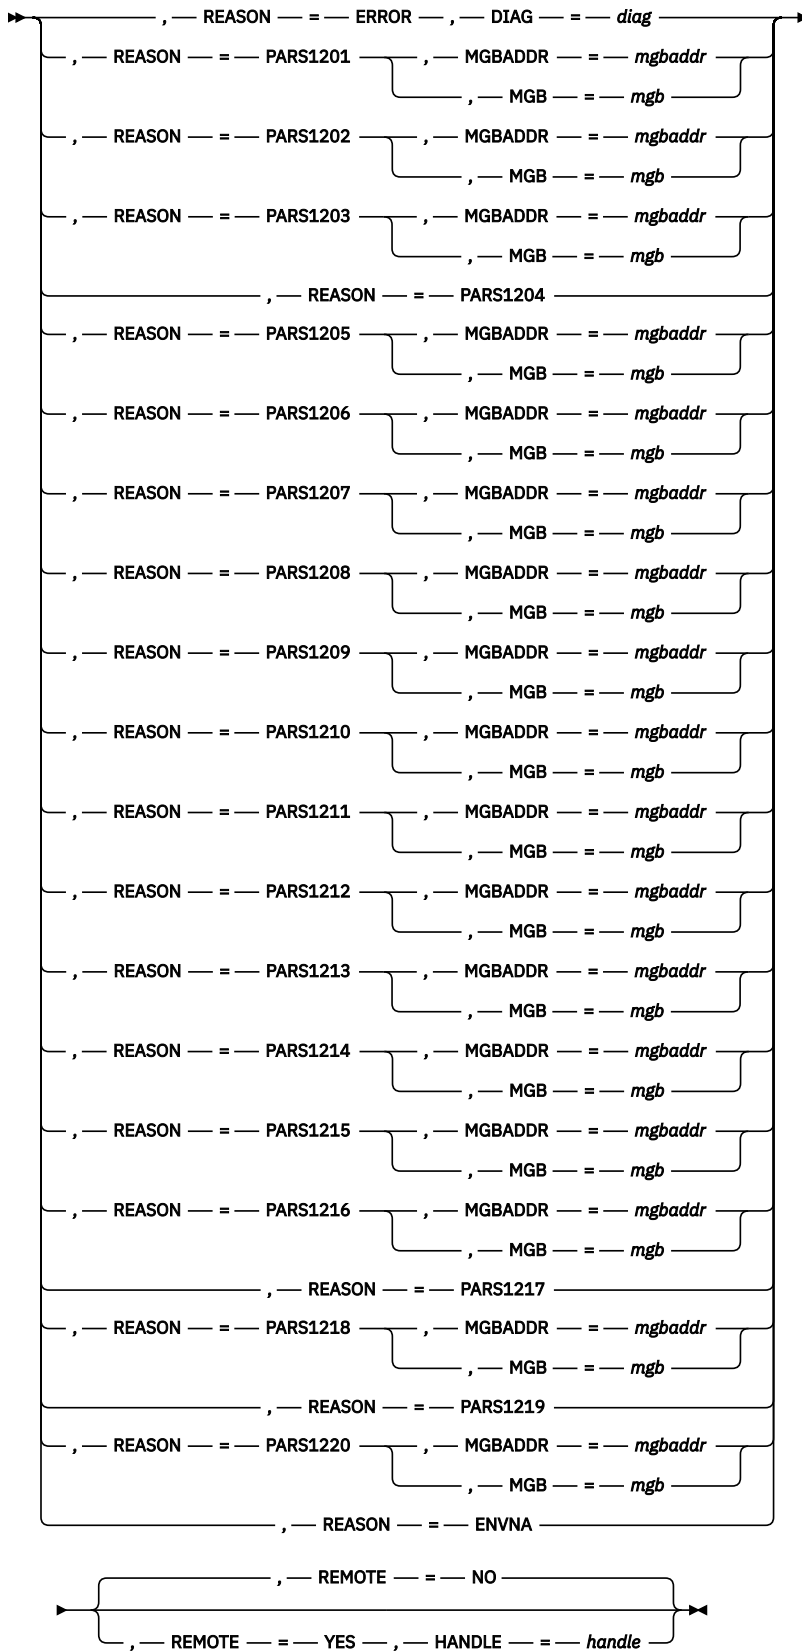 , REASON = ERROR , DIAG = diag
, REASON = PARS1201 , MGBADDR = mgbaddr
, MGB = mgb
, REASON = PARS1202 , MGBADDR = mgbaddr
, MGB = mgb
, REASON = PARS1203 , MGBADDR = mgbaddr
, MGB = mgb
, REASON = PARS1204
, REASON = PARS1205 , MGBADDR = mgbaddr
, MGB = mgb
, REASON = PARS1206 , MGBADDR = mgbaddr
, MGB = mgb
, REASON = PARS1207 , MGBADDR = mgbaddr
, MGB = mgb
, REASON = PARS1208 , MGBADDR = mgbaddr
, MGB = mgb
, REASON = PARS1209 , MGBADDR = mgbaddr
, MGB = mgb
, REASON = PARS1210 , MGBADDR = mgbaddr
, MGB = mgb
, REASON = PARS1211 , MGBADDR = mgbaddr
, MGB = mgb
, REASON = PARS1212 , MGBADDR = mgbaddr
, MGB = mgb
, REASON = PARS1213 , MGBADDR = mgbaddr
, MGB = mgb
, REASON = PARS1214 , MGBADDR = mgbaddr
, MGB = mgb
, REASON = PARS1215 , MGBADDR = mgbaddr
, MGB = mgb
, REASON = PARS1216 , MGBADDR = mgbaddr
, MGB = mgb
, REASON = PARS1217
, REASON = PARS1218 , MGBADDR = mgbaddr
, MGB = mgb
, REASON = PARS1219
, REASON = PARS1220 , MGBADDR = mgbaddr
, MGB = mgb
, REASON = ENVNA
, REMOTE = NO
, REMOTE = YES , HANDLE = handle